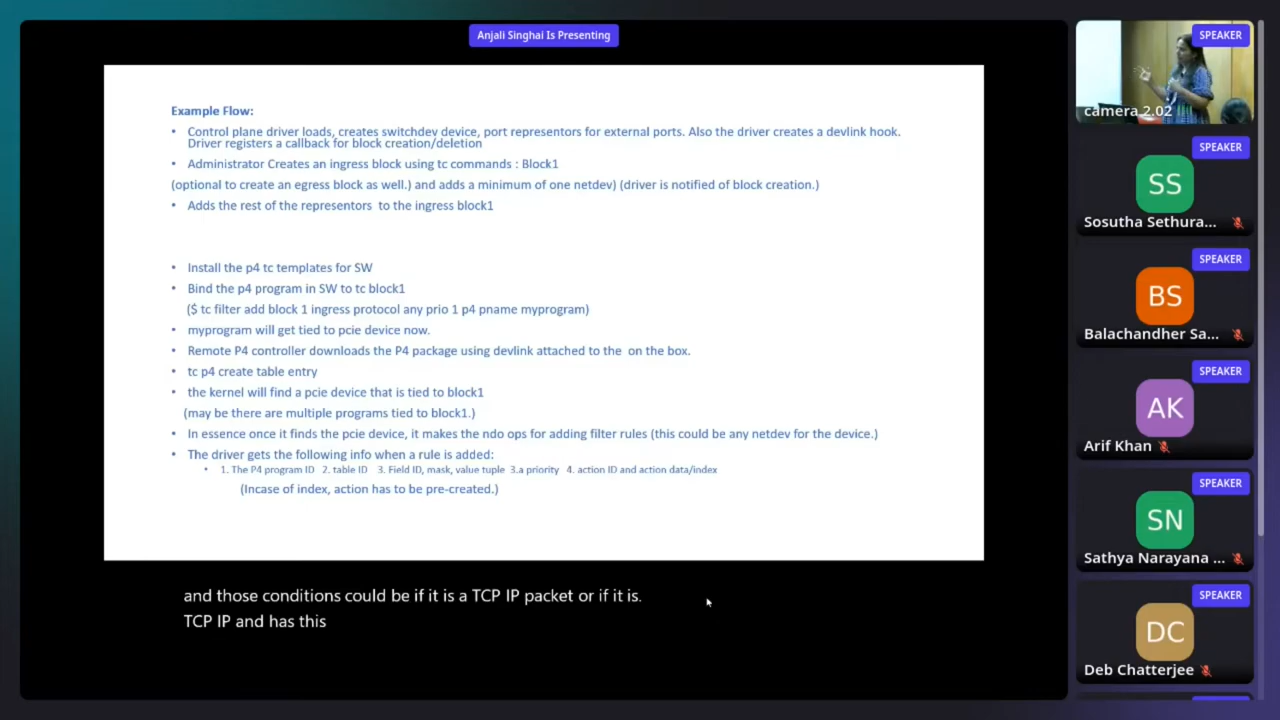 Anjali Singhai Is Presenting
Example Flow:
• Control plane driver loads, creates switchdev device, port representors for external ports. Also the driver creates a devlink hook.
Driver registers a callback for block creation/deletion
• Administrator Creates an ingress block using tc commands : Block1
(optional to create an egress block as well.) and adds a minimum of one netdev) (driver is notified of block creation.)
• Adds the rest of the representors to the ingress block1
• Install the p4 tc templates for SW
• Bind the p4 program in SW to tc block1
($ tc filter add block 1 ingress protocol any prio 1 p4 pname myprogram)
• myprogram will get tied to pcie device now.
• Remote P4 controller downloads the P4 package using devlink attached to the on the box.
• tc p4 create table entry
• the kernel will find a pcie device that is tied to block1
(may be there are multiple programs tied to block1.)
• In essence once it finds the pcie device, it makes the ndo ops for adding filter rules (this could be any netdev for the device.)
• The driver gets the following info when a rule is added:
• 1. The P4 program ID 2. table ID 3. Field ID, mask, value tuple 3.a priority 4. action ID and action data/index
(Incase of index, action has to be pre-created.)
and those conditions could be if it is a TCP IP packet or if it is.
TCP IP and has this
SPEAKER
camera 2.02
SPEAKER
SS
Sosutha Sethura...
SPEAKER
BS
Balachandher Sa...
SPEAKER
AK
Arif Khan
SPEAKER
SN
Sathya Narayana ...
SPEAKER
DC
Deb Chatterjee